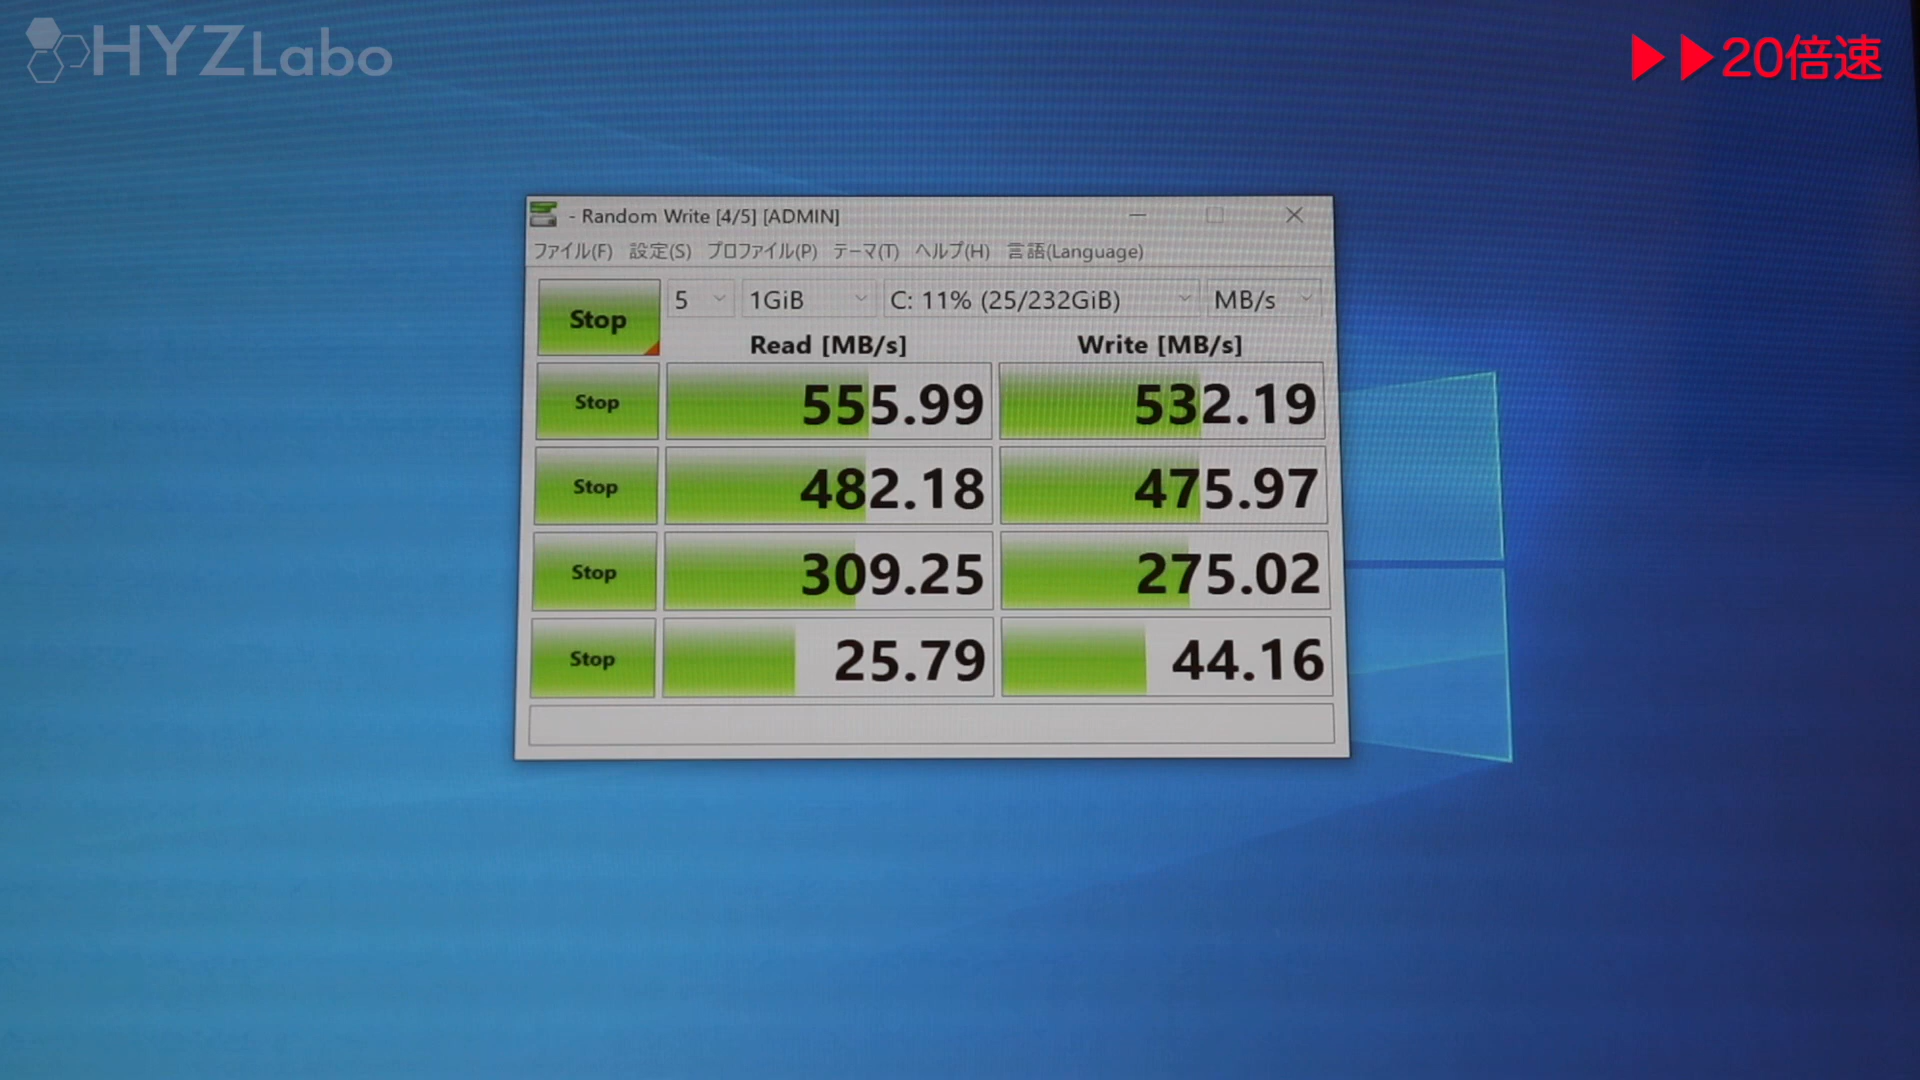 HYZLabo
20倍速
- Random Write [4/5] [ADMIN]
ファイル(F) 設定(S) プロファイル(P) テーマ(T) ヘルプ(H) 言語(Language)
Stop 5 1GiB C: 11% (25/232GiB) MB/s
Read [MB/s] Write [MB/s]
Stop 555.99 532.19
Stop 482.18 475.97
Stop 309.25 275.02
Stop 25.79 44.16